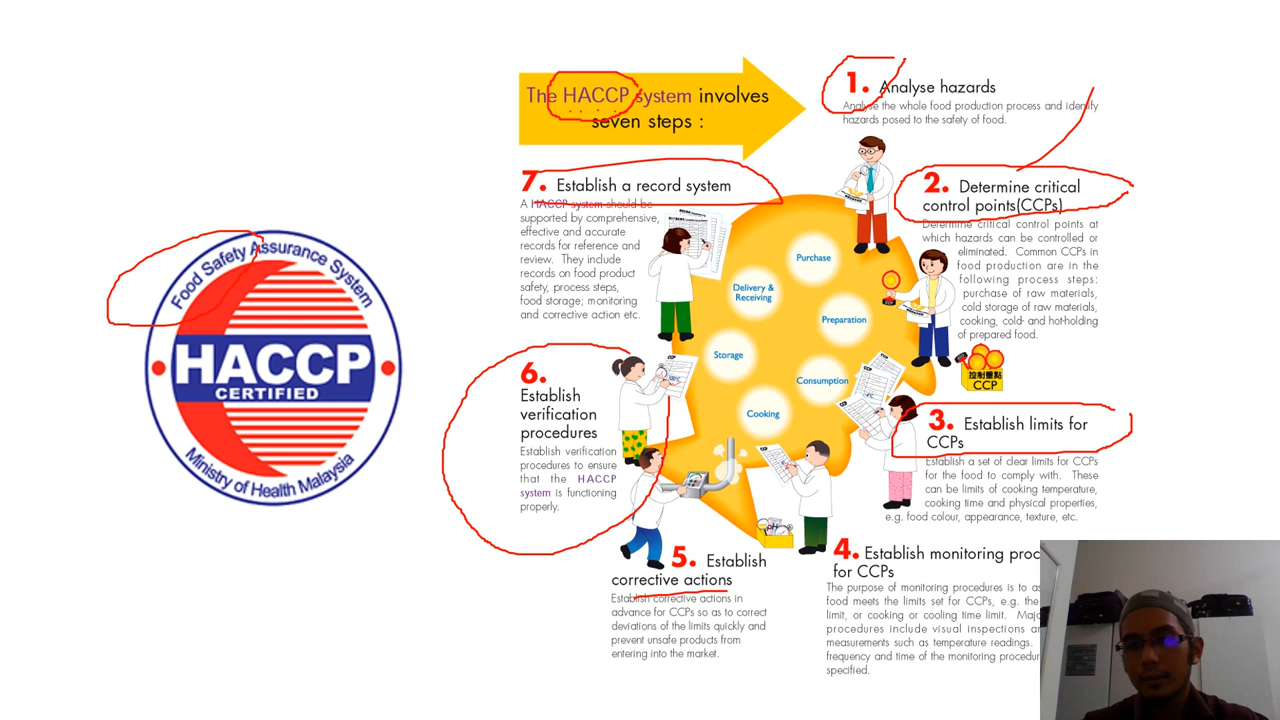 Food Safety Assurance System
HACCP
CERTIFIED
Ministry of Health Malaysia
The HACCP system involves
seven steps :
1. Analyse hazards
Analyse the whole food production process and identify
hazards posed to the safety of food.
2. Determine critical
control points(CCPs)
Determine critical control points at
which hazards can be controlled or
eliminated. Common CCPs in
food production are in the
following process steps:
purchase of raw materials,
cold storage of raw materials,
cooking, cold- and hot-holding
of prepared food.
控制重點
CCP
CCP
3. Establish limits for
CCPs
Establish a set of clear limits for CCPs
for the food to comply with. These
can be limits of cooking temperature,
cooking time and physical properties,
e.g. food colour, appearance, texture, etc.
4. Establish monitoring proc
for CCPs
The purpose of monitoring procedures is to as
food meets the limits set for CCPs, e.g. the
limit, or cooking or cooling time limit. Majo
procedures include visual inspections an
measurements such as temperature readings.
frequency and time of the monitoring procedur
specified.
5. Establish
corrective actions
Establish corrective actions in
advance for CCPs so as to correct
deviations of the limits quickly and
prevent unsafe products from
entering into the market.
6.
Establish
verification
procedures
Establish verification
procedures to ensure
that the HACCP
system is functioning
properly.
7. Establish a record system
A HACCP system should be
supported by comprehensive,
effective and accurate
records for reference and
review. They include
records on food product
safety, process steps,
food storage; monitoring
and corrective action etc.
Purchase
Delivery &
Receiving
Preparation
Storage
Consumption
Cooking
pH